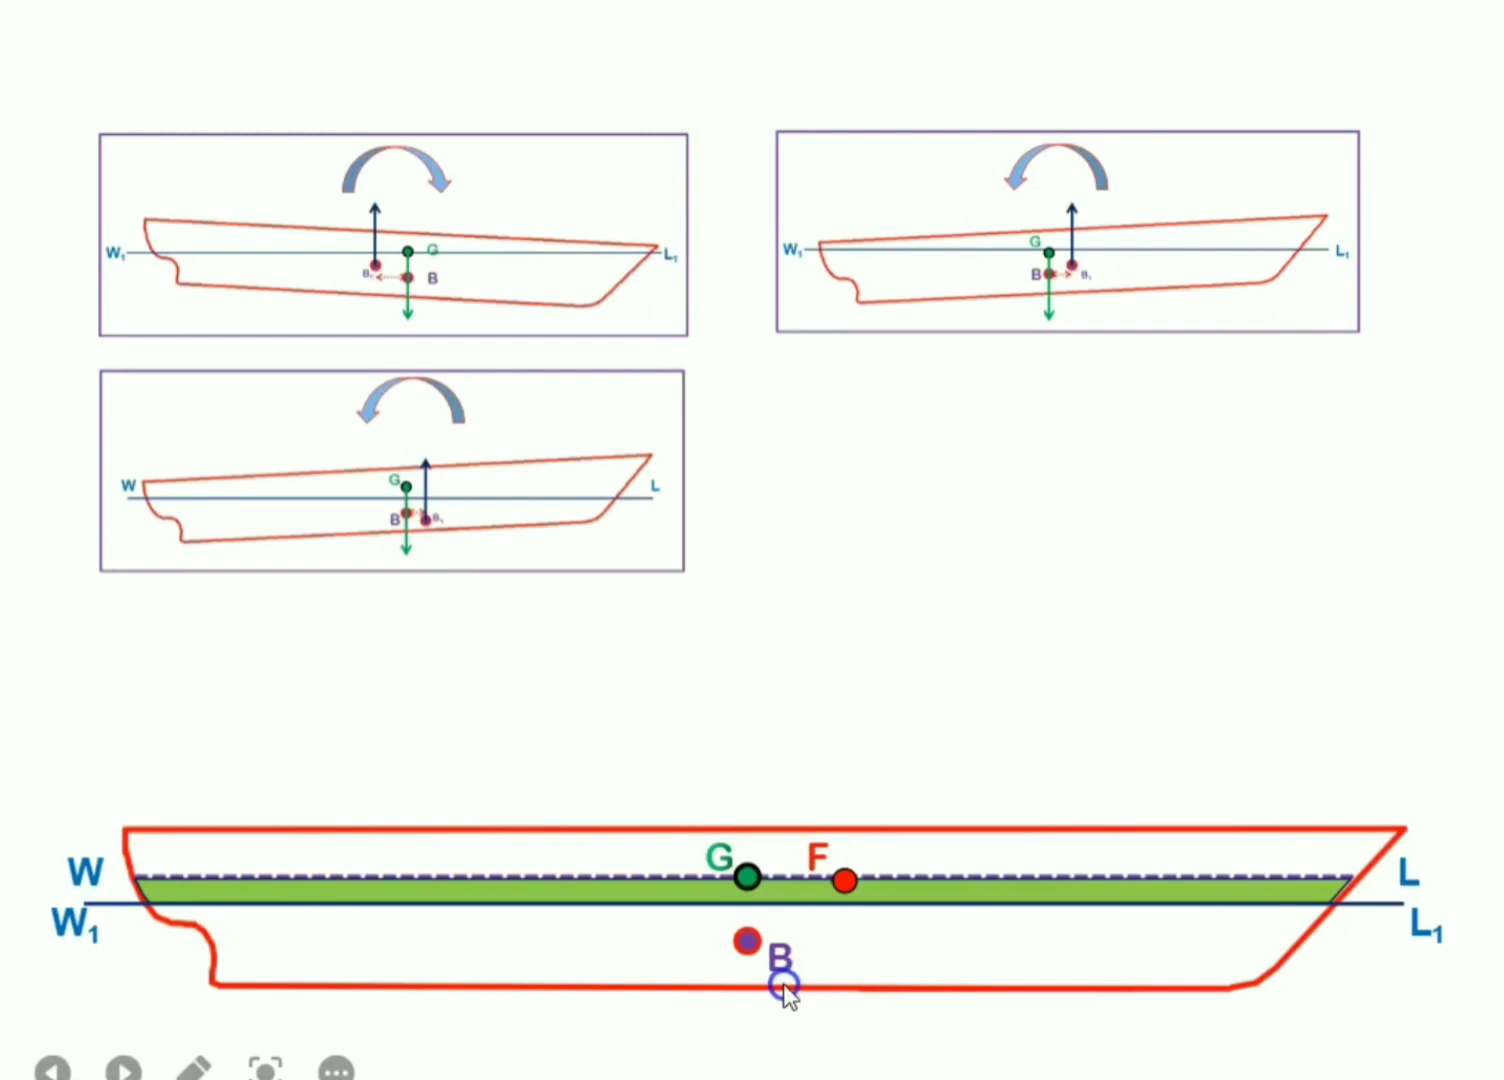 W₁ G L₁
B₁ B
W₁ G L₁
B B₁
W G L
B B₁
W G F L
W₁ B L₁